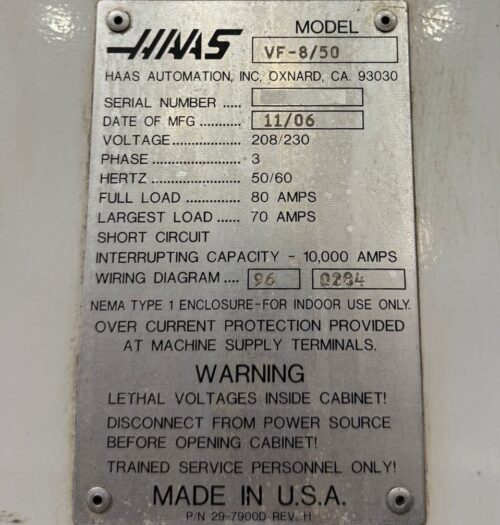 HAAS MODEL
VF-8/50
HAAS AUTOMATION, INC, OXNARD, CA. 93030
SERIAL NUMBER .....
DATE OF MFG .......... 11/06
VOLTAGE................. 208/230
PHASE..................... 3
HERTZ ..................... 50/60
FULL LOAD .............. 80 AMPS
LARGEST LOAD ...... 70 AMPS
SHORT CIRCUIT
INTERRUPTING CAPACITY - 10,000 AMPS
WIRING DIAGRAM .... 96 0284
NEMA TYPE 1 ENCLOSURE-FOR INDOOR USE ONLY.
OVER CURRENT PROTECTION PROVIDED
AT MACHINE SUPPLY TERMINALS.
WARNING
LETHAL VOLTAGES INSIDE CABINET!
DISCONNECT FROM POWER SOURCE
BEFORE OPENING CABINET!
TRAINED SERVICE PERSONNEL ONLY!
MADE IN U.S.A.
P/N 29-7900D REV. H